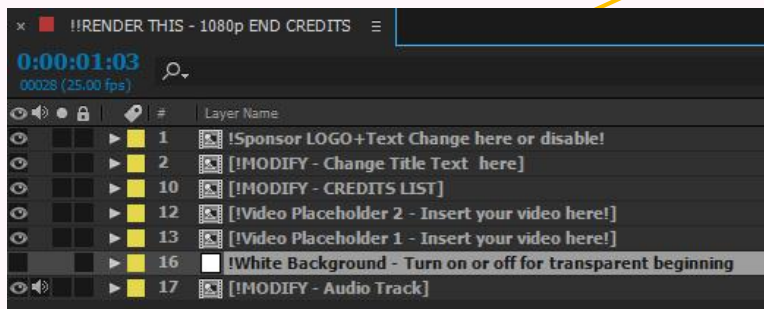 × !!RENDER THIS - 1080p END CREDITS ≡
0:00:01:03
00028 (25.00 fps)
# Layer Name
1 !Sponsor LOGO+Text Change here or disable!
2 [!MODIFY - Change Title Text here]
10 [!MODIFY - CREDITS LIST]
12 [!Video Placeholder 2 - Insert your video here!]
13 [!Video Placeholder 1 - Insert your video here!]
16 !White Background - Turn on or off for transparent beginning
17 [!MODIFY - Audio Track]